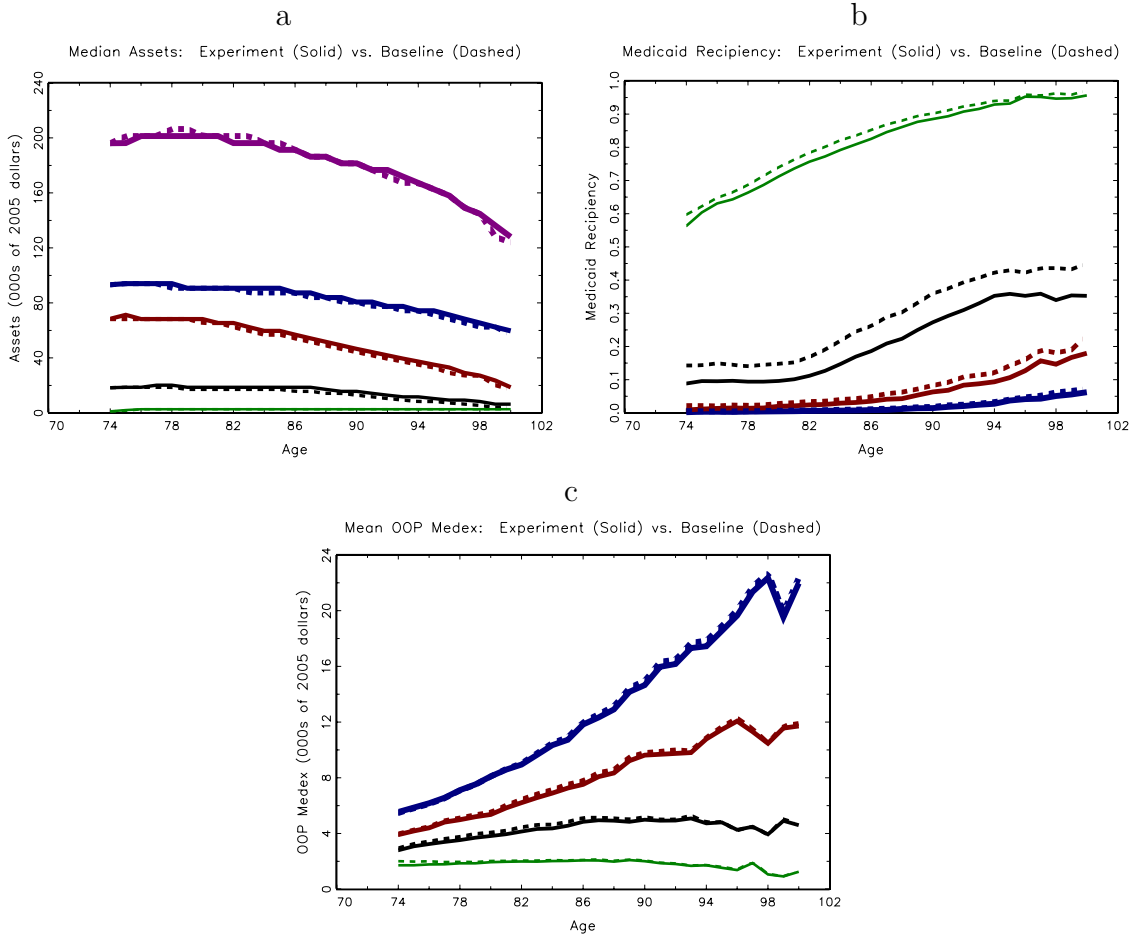 a
Median Assets: Experiment (Solid) vs. Baseline (Dashed)
Assets (000s of 2005 dollars)
240
200
160
120
80
40
0
70 74 78 82 86 90 94 98 102
Age
b
Medicaid Recipiency: Experiment (Solid) vs. Baseline (Dashed)
Medicaid Recipiency
1.0
0.9
0.8
0.7
0.6
0.5
0.4
0.3
0.2
0.1
0.0
70 74 78 82 86 90 94 98 102
Age
c
Mean OOP Medex: Experiment (Solid) vs. Baseline (Dashed)
OOP Medex (000s of 2005 dollars)
24
20
16
12
8
4
0
70 74 78 82 86 90 94 98 102
Age